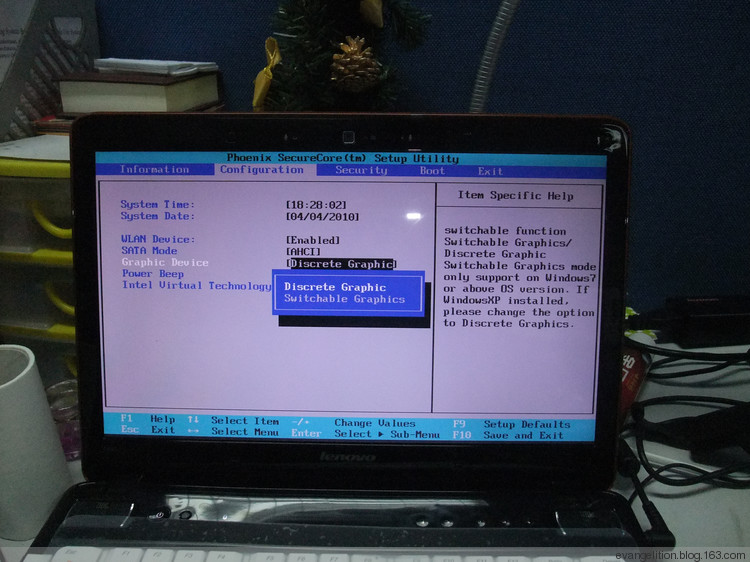 Phoenix SecureCore(tm) Setup Utility
Information Configuration Security Boot Exit
System Time: [18:28:02]
System Date: [04/04/2010]
WLAN Device: [Enabled]
SATA Mode [AHCI]
Graphic Device [Discrete Graphic]
Power Beep
Intel Virtual Technology
Discrete Graphic
Switchable Graphics
Item Specific Help
switchable function
Switchable Graphics/
Discrete Graphic
Switchable Graphics mode
only support on Windows7
or above OS version. If
WindowsXP installed,
please change the option
to Discrete Graphics.
F1 Help ↑↓ Select Item -/+ Change Values F9 Setup Defaults
Esc Exit ↔ Select Menu Enter Select ▶ Sub-Menu F10 Save and Exit
lenovo
evangelition.blog.163.com